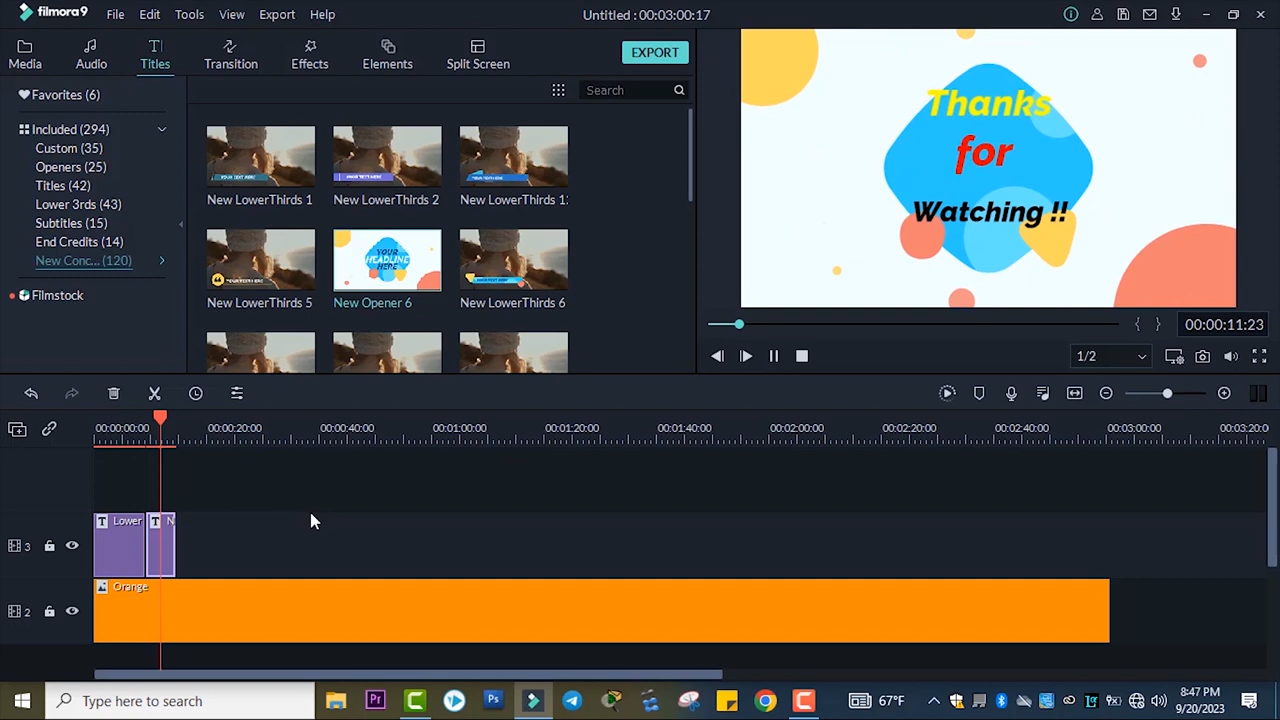 filmora9 File Edit Tools View Export Help Untitled : 00:03:00:17
Media Audio Titles Transition Effects Elements Split Screen EXPORT
Favorites (6)
Search
Included (294)
Custom (35)
Openers (25)
Titles (42)
Lower 3rds (43)
Subtitles (15)
End Credits (14)
New Conc... (120)
Filmstock
New LowerThirds 1 New LowerThirds 2 New LowerThirds 1
New LowerThirds 5 New Opener 6 New LowerThirds 6
YOUR
HEADLINE
HERE
Thanks
for
Watching !!
{ } 00:00:11:23
1/2
00:00:00:00 00:00:20:00 00:00:40:00 00:01:00:00 00:01:20:00 00:01:40:00 00:02:00:00 00:02:20:00 00:02:40:00 00:03:00:00 00:03:20:0
T Lower T N
3
Orange
2
Type here to search
Pr Ps
67°F
8:47 PM
9/20/2023